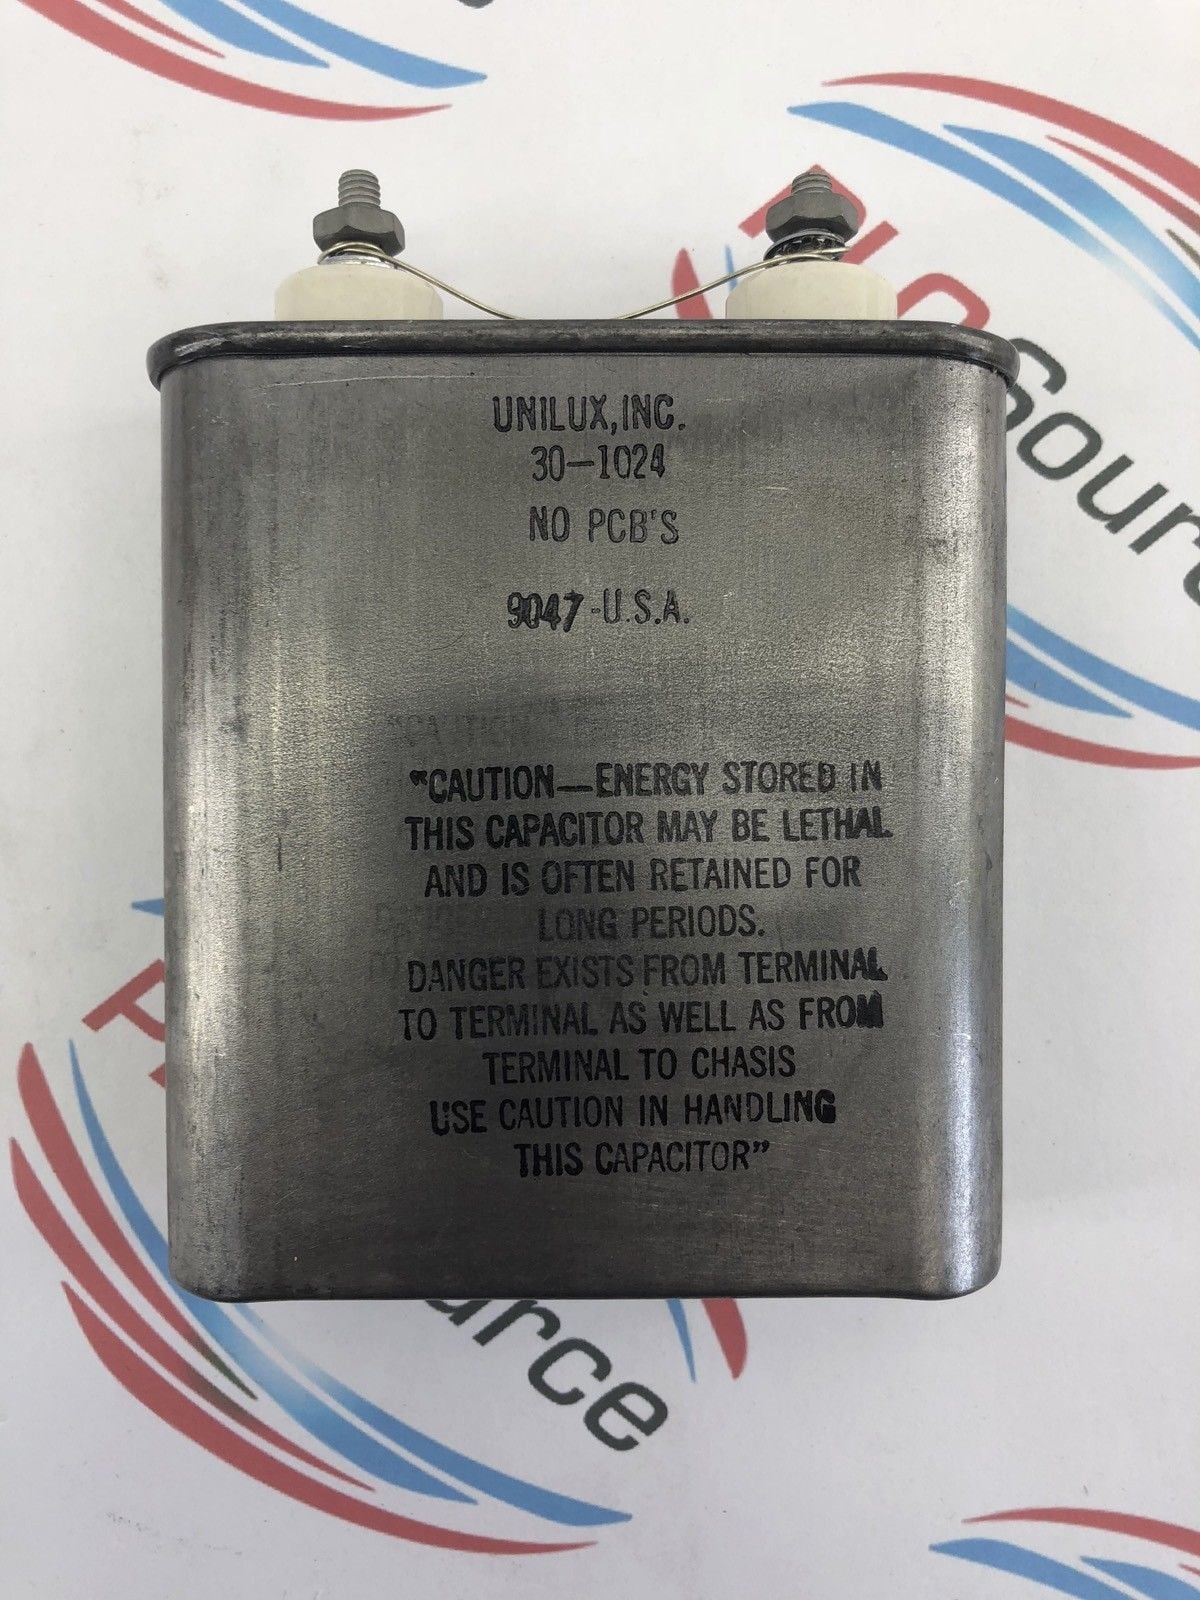 UNILUX, INC.
30-1024
NO PCB'S
9047-U.S.A.
"CAUTION
"CAUTION—ENERGY STORED IN
THIS CAPACITOR MAY BE LETHAL
AND IS OFTEN RETAINED FOR
LONG PERIODS.
DANGER EXISTS FROM TERMINAL
TO TERMINAL AS WELL AS FROM
TERMINAL TO CHASIS
USE CAUTION IN HANDLING
THIS CAPACITOR"